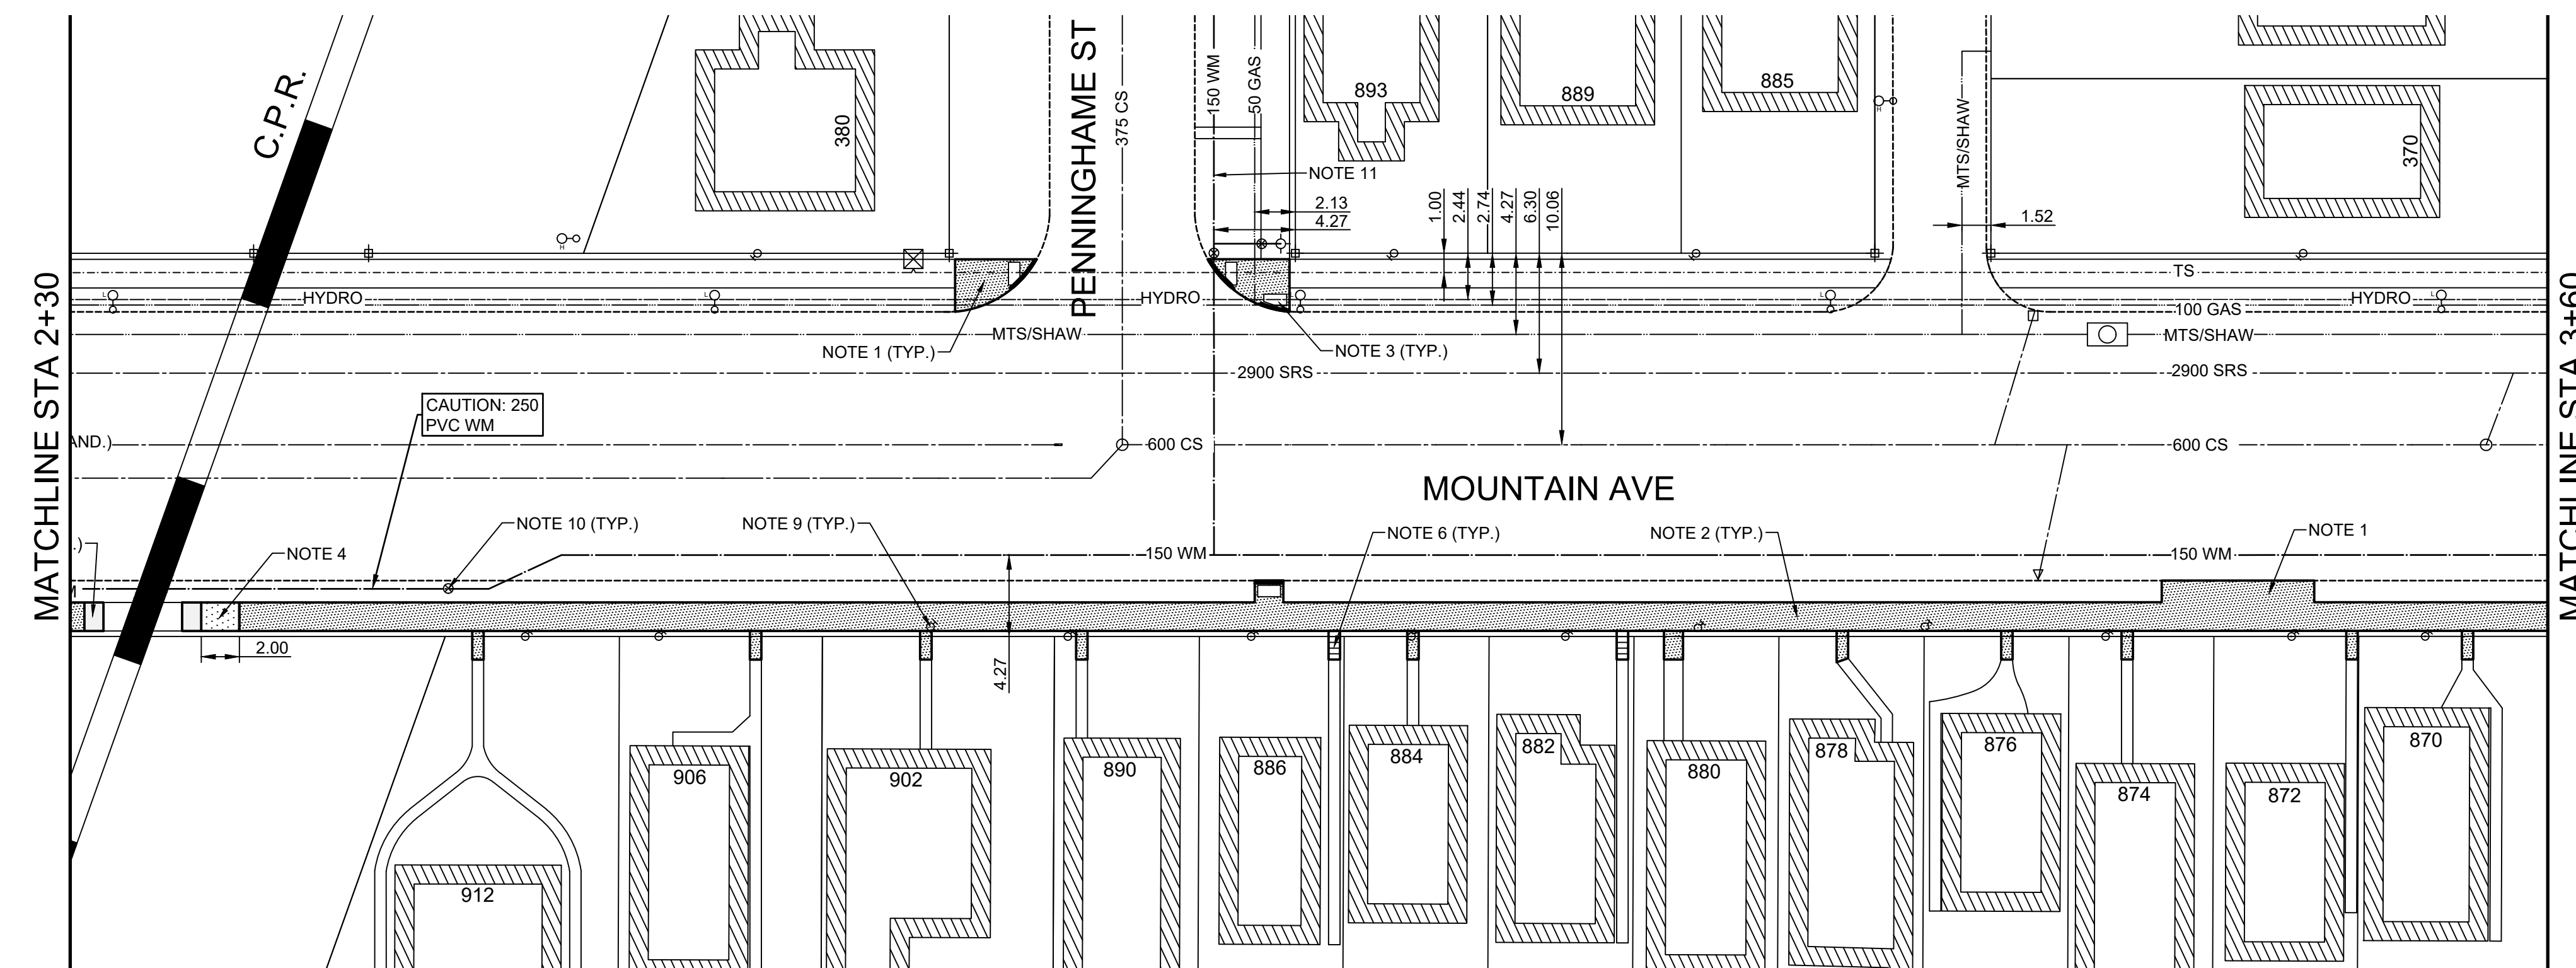 MATCHLINE STA 2+30
C.P.R.
380
PENNINGHAME ST
375 CS
150 WM
50 GAS
893
889
885
MTS/SHAW
370
NOTE 11
2.13
4.27
1.00
2.44
2.74
4.27
6.30
10.06
1.52
TS
HYDRO
HYDRO
HYDRO
100 GAS
MTS/SHAW
MTS/SHAW
NOTE 1 (TYP.)
NOTE 3 (TYP.)
2900 SRS
2900 SRS
CAUTION: 250
PVC WM
AND.)
600 CS
600 CS
MOUNTAIN AVE
NOTE 10 (TYP.)
NOTE 9 (TYP.)
NOTE 6 (TYP.)
NOTE 2 (TYP.)
NOTE 1
.)
NOTE 4
150 WM
150 WM
2.00
4.27
912
906
902
890
886
884
882
880
878
876
874
872
870
MATCHLINE STA 3+60